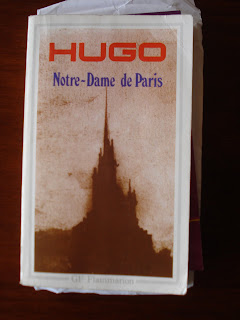 HUGO
Notre-Dame de Paris
GF Flammarion